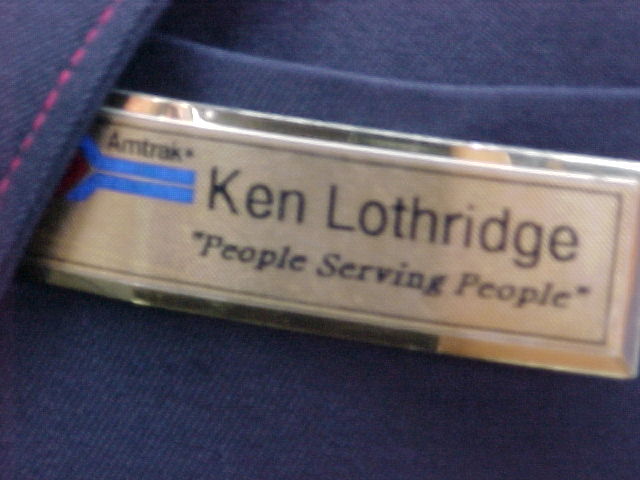 Amtrak®
Ken Lothridge
"People Serving People"